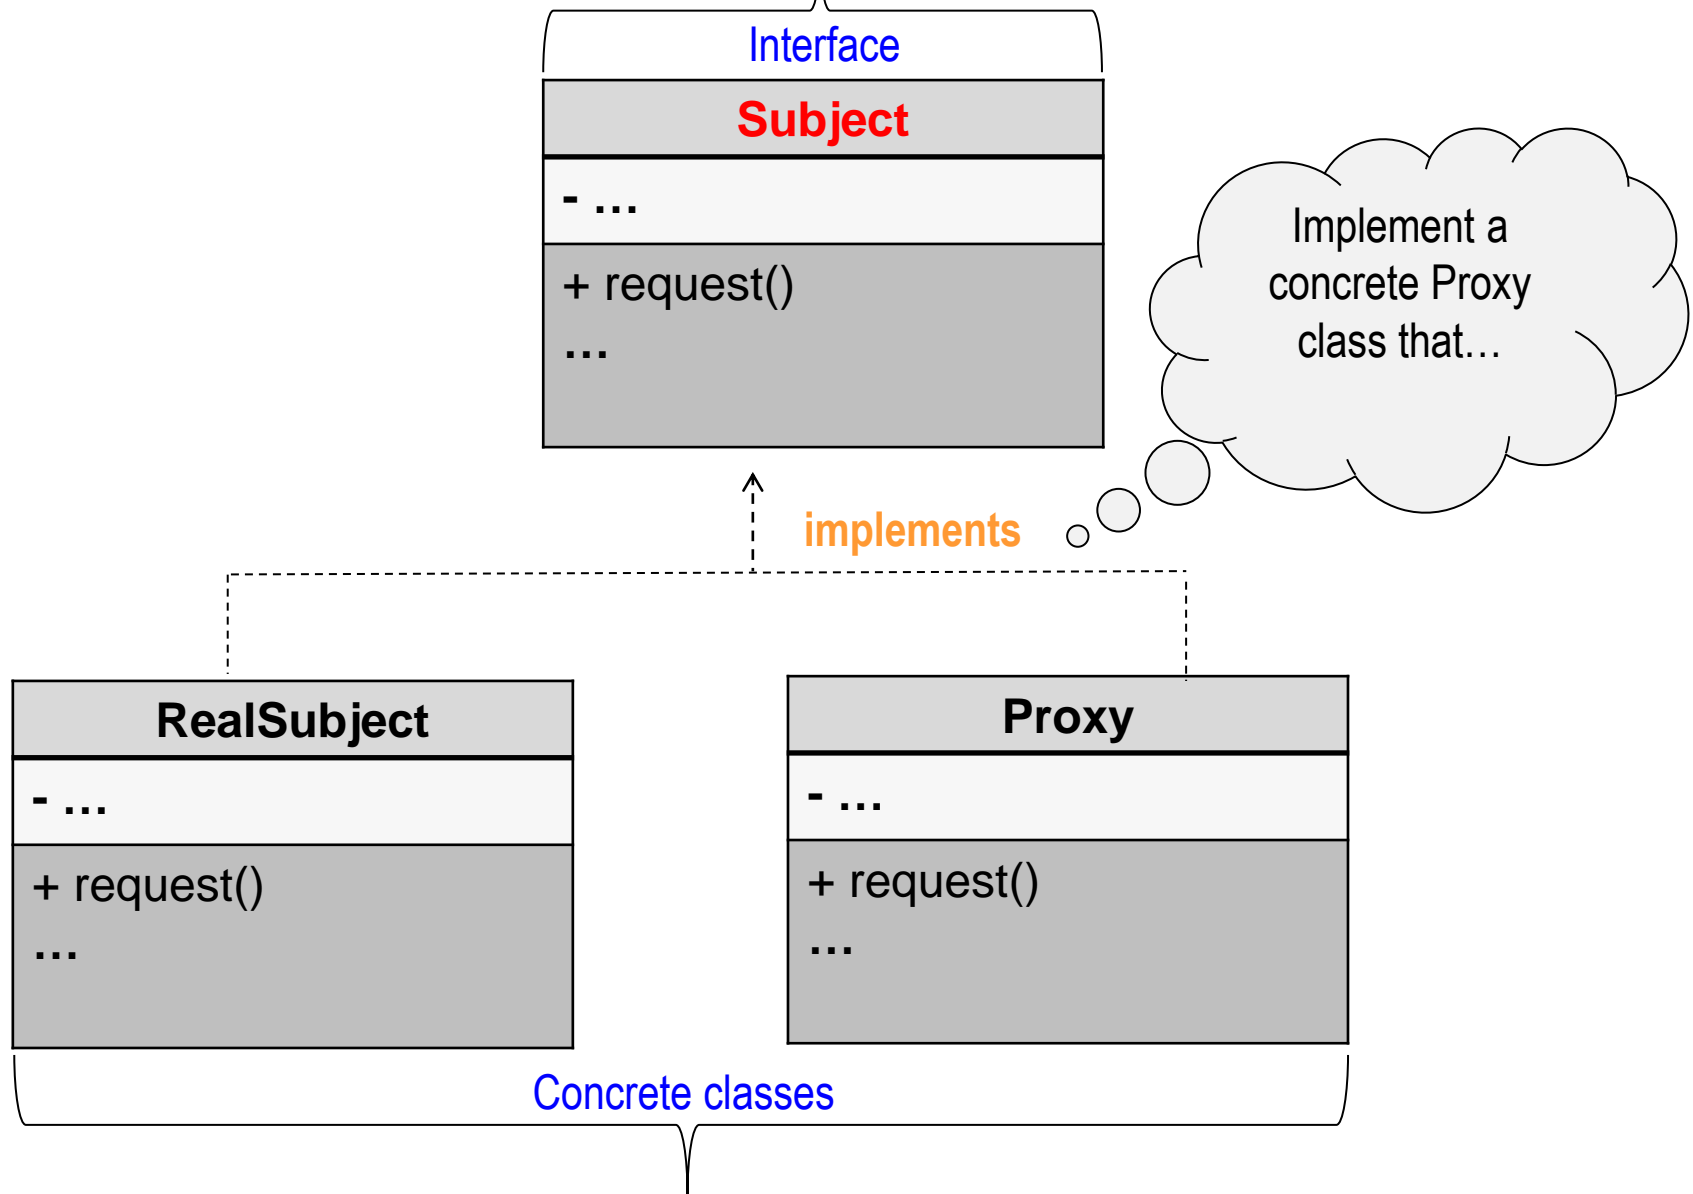 Interface
Subject
- …
+ request()
…
Implement a
concrete Proxy
class that…
implements
RealSubject
- …
+ request()
…
Proxy
- …
+ request()
…
Concrete classes